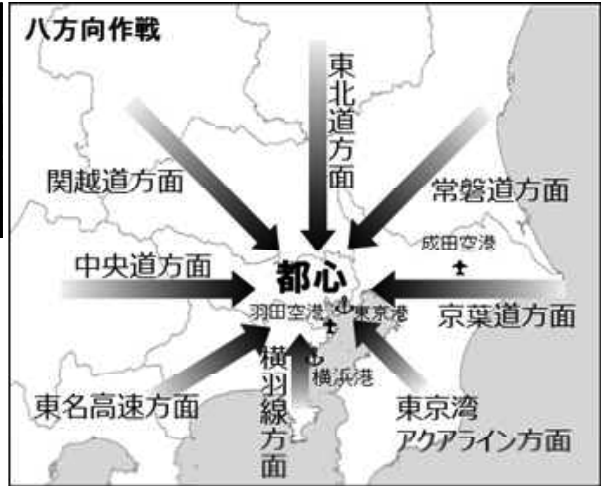 八方向作戦
東北道方面
関越道方面
常磐道方面
成田空港
中央道方面
都心
羽田空港
東京港
京葉道方面
横浜港
東名高速方面
横羽線方面
東京湾
アクアライン方面